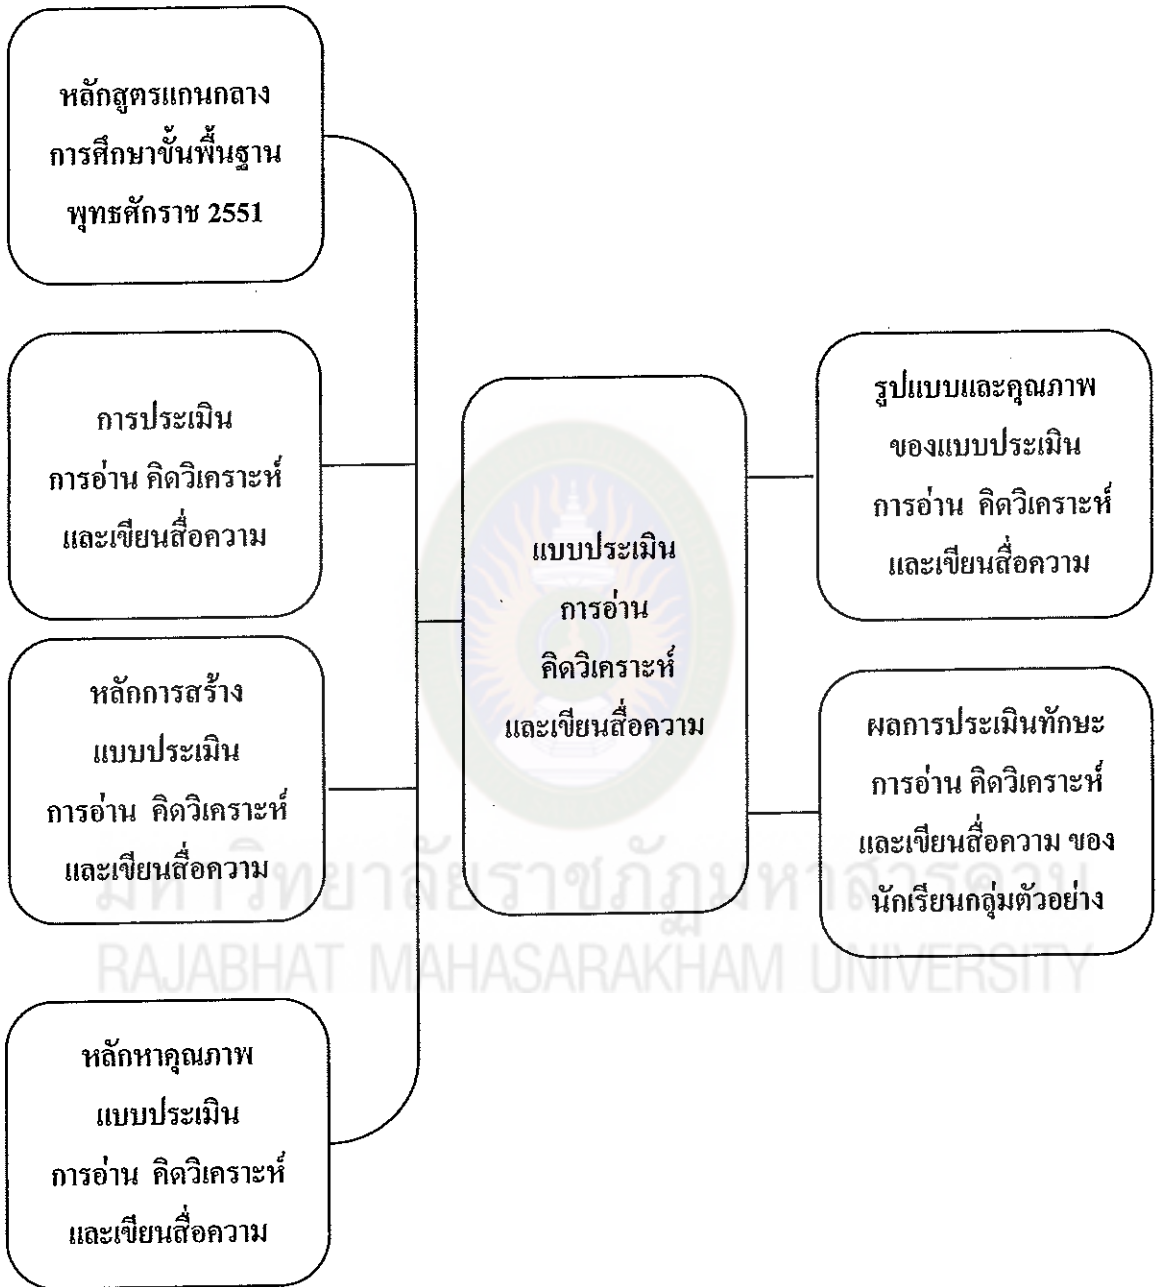 หลักสูตรแกนกลาง
การศึกษาขั้นพื้นฐาน
พุทธศักราช 2551
การประเมิน
การอ่าน คิดวิเคราะห์
และเขียนสื่อความ
หลักการสร้าง
แบบประเมิน
การอ่าน คิดวิเคราะห์
และเขียนสื่อความ
หลักหาคุณภาพ
แบบประเมิน
การอ่าน คิดวิเคราะห์
และเขียนสื่อความ
แบบประเมิน
การอ่าน
คิดวิเคราะห์
และเขียนสื่อความ
รูปแบบและคุณภาพ
ของแบบประเมิน
การอ่าน คิดวิเคราะห์
และเขียนสื่อความ
ผลการประเมินทักษะ
การอ่าน คิดวิเคราะห์
และเขียนสื่อความ ของ
นักเรียนกลุ่มตัวอย่าง
มหาวิทยาลัยราชภัฏมหาสารคาม
RAJABHAT MAHASARAKHAM UNIVERSITY